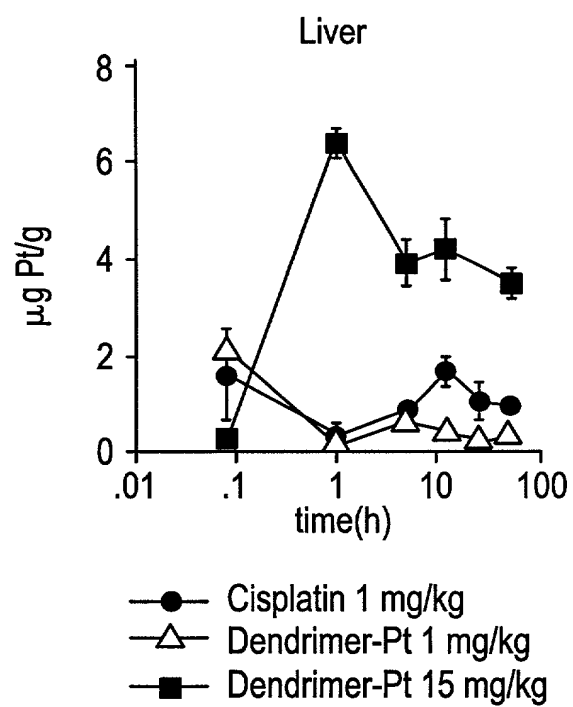 Liver
8
6
4
2
0
μg Pt/g
.01 .1 1 10 100
time(h)
Cisplatin 1 mg/kg
Dendrimer-Pt 1 mg/kg
Dendrimer-Pt 15 mg/kg